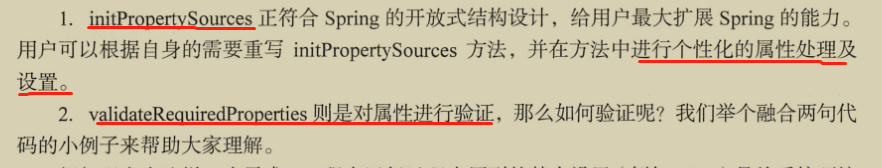 1. initPropertySources 正符合 Spring 的开放式结构设计，给用户最大扩展 Spring 的能力。
用户可以根据自身的需要重写 initPropertySources 方法，并在方法中进行个性化的属性处理及
设置。
2. validateRequiredProperties 则是对属性进行验证，那么如何验证呢？我们举个融合两句代
码的小例子来帮助大家理解。